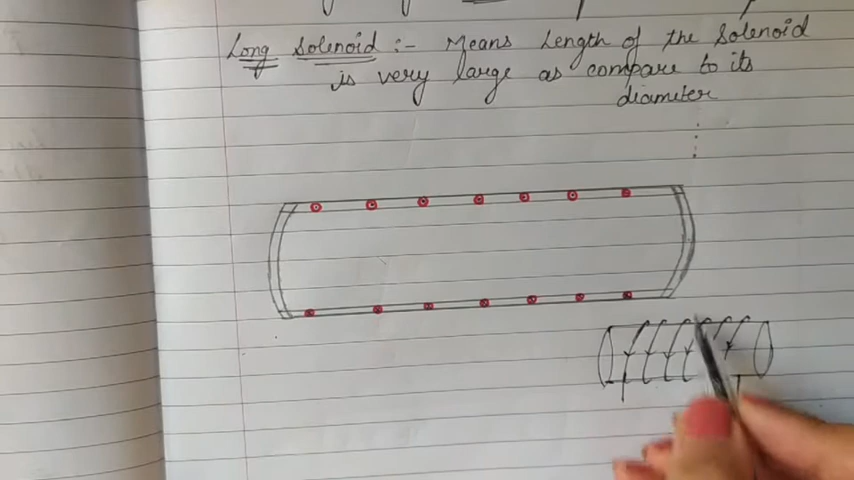 Long Solenoid :- Means Length of the Solenoid
is very large as compare to its
diameter